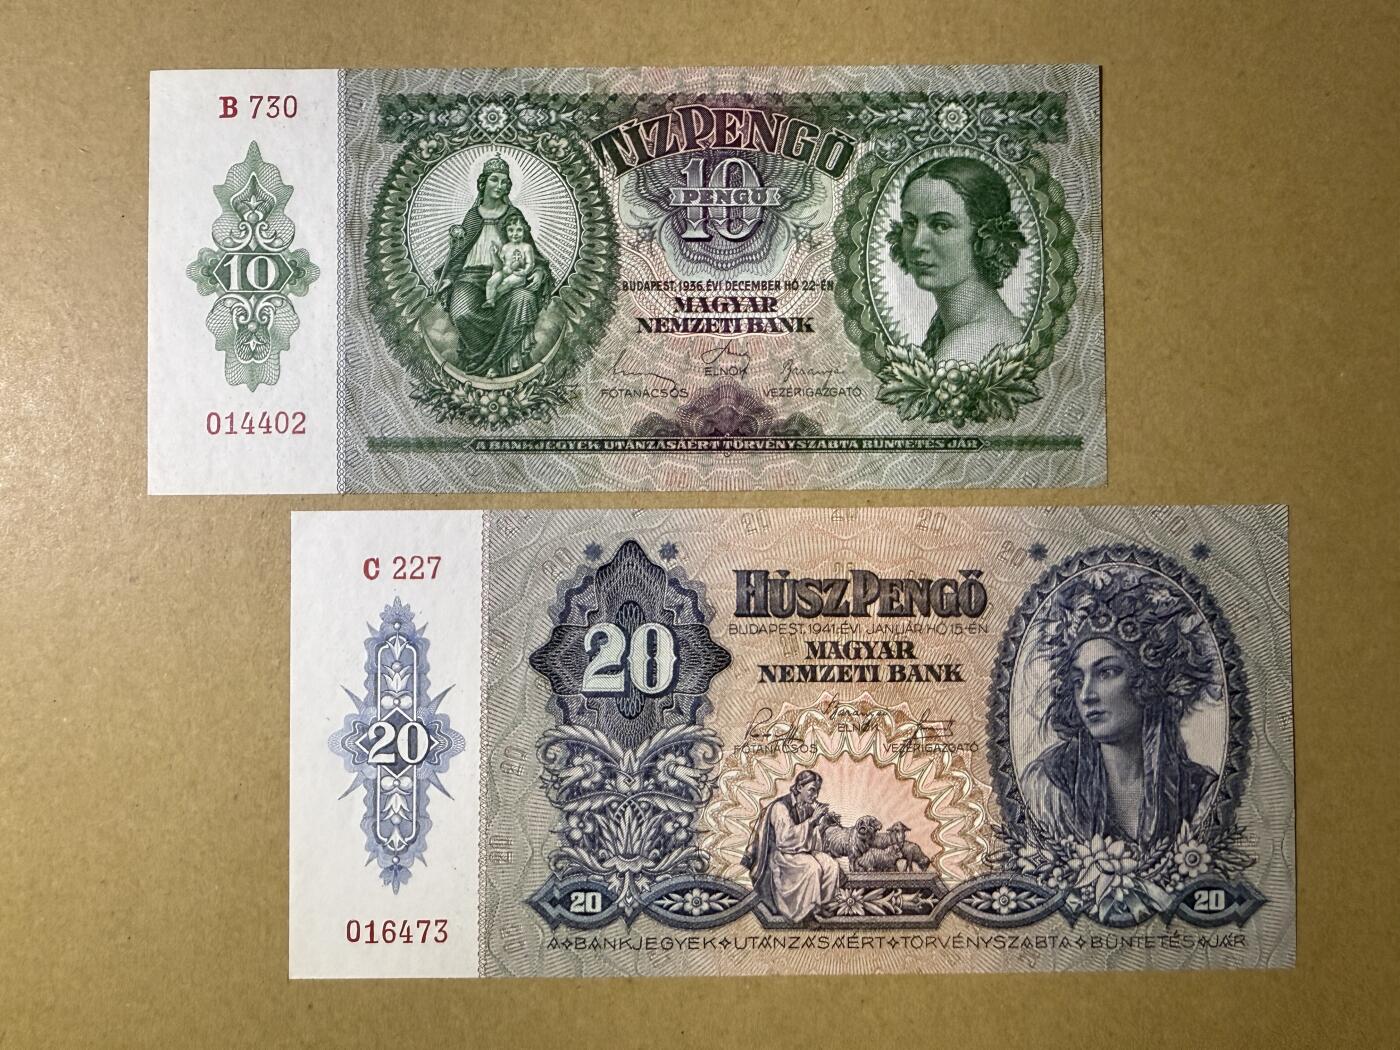 B 730
10
014402
TÍZ PENGŐ
10
PENGŐ
BUDAPEST, 1936. ÉVI DECEMBER HÓ 22-ÉN
MAGYAR
NEMZETI BANK
ELNÖK
FŐTANÁCSOS VEZÉRIGAZGATÓ
A BANKJEGYEK UTÁNZÁSÁÉRT TÖRVÉNYSZABTA BÜNTETÉS JÁR
C 227
20
016473
20
HÚSZ PENGŐ
BUDAPEST, 1941. ÉVI JANUÁR HÓ 15-ÉN
MAGYAR
NEMZETI BANK
ELNÖK
FŐTANÁCSOS VEZÉRIGAZGATÓ
20 20
A BANKJEGYEK UTÁNZÁSÁÉRT TÖRVÉNYSZABTA BÜNTETÉS JÁR